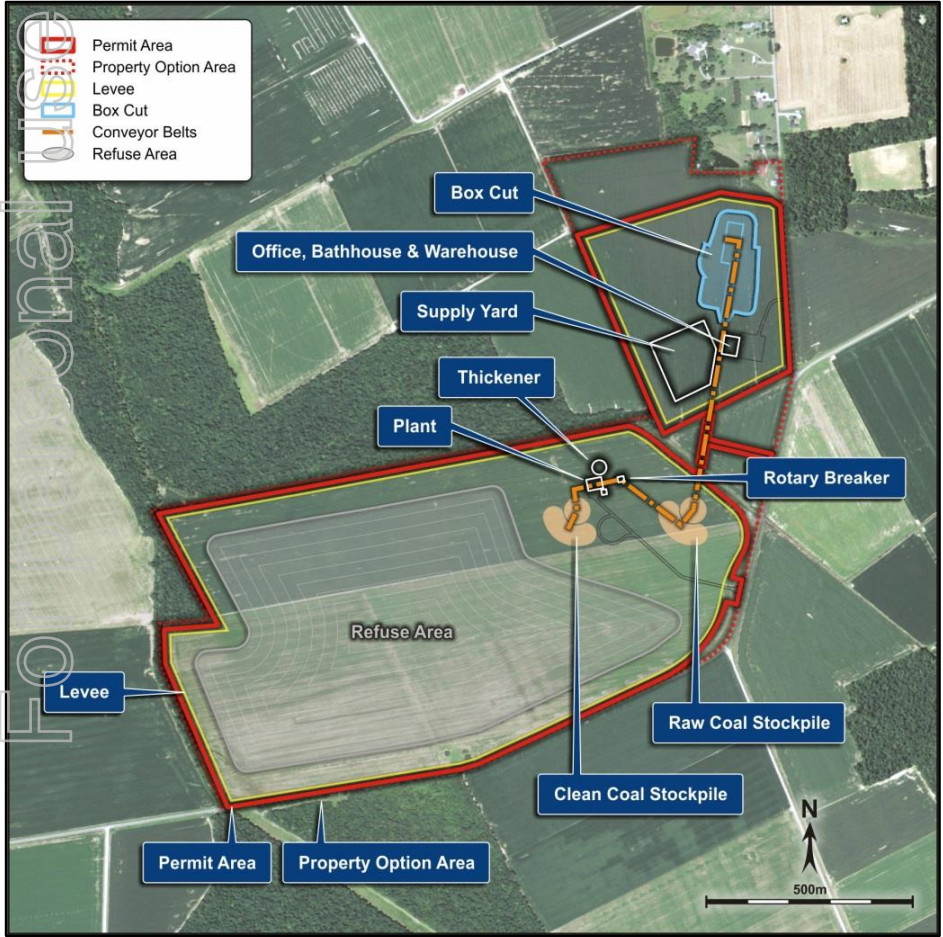 Permit Area
Property Option Area
Levee
Box Cut
Conveyor Belts
Refuse Area
For personal use
Box Cut
Office, Bathhouse & Warehouse
Supply Yard
Thickener
Plant
Rotary Breaker
Refuse Area
Levee
Raw Coal Stockpile
Clean Coal Stockpile
Permit Area
Property Option Area
N
500m